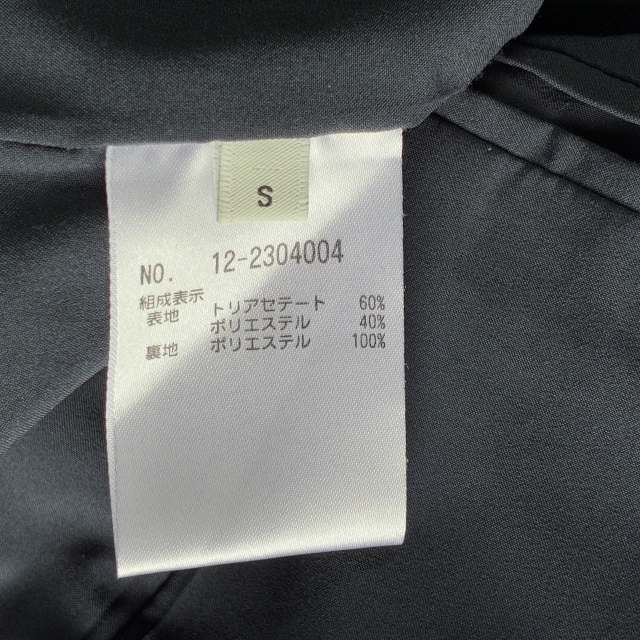 S
NO. 12-2304004
組成表示
表地 トリアセテート 60%
ポリエステル 40%
裏地 ポリエステル 100%